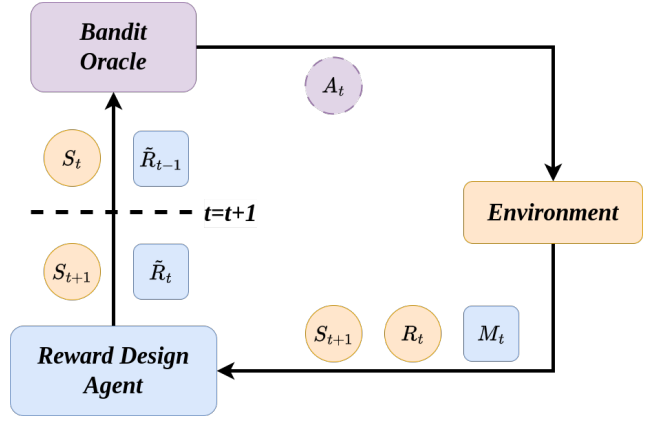 Bandit
Oracle
A_t
S_t
R̃_{t−1}
t=t+1
Environment
S_{t+1}
R̃_t
S_{t+1}
R_t
M_t
Reward Design
Agent